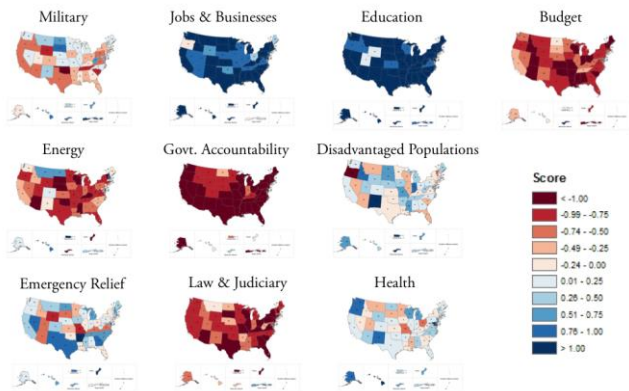 Military
Jobs & Businesses
Education
Budget
Energy
Govt. Accountability
Disadvantaged Populations
Emergency Relief
Law & Judiciary
Health
Score
< -1.00
-0.99 - -0.75
-0.74 - -0.50
-0.49 - -0.25
-0.24 - 0.00
0.01 - 0.25
0.26 - 0.50
0.51 - 0.75
0.76 - 1.00
> 1.00